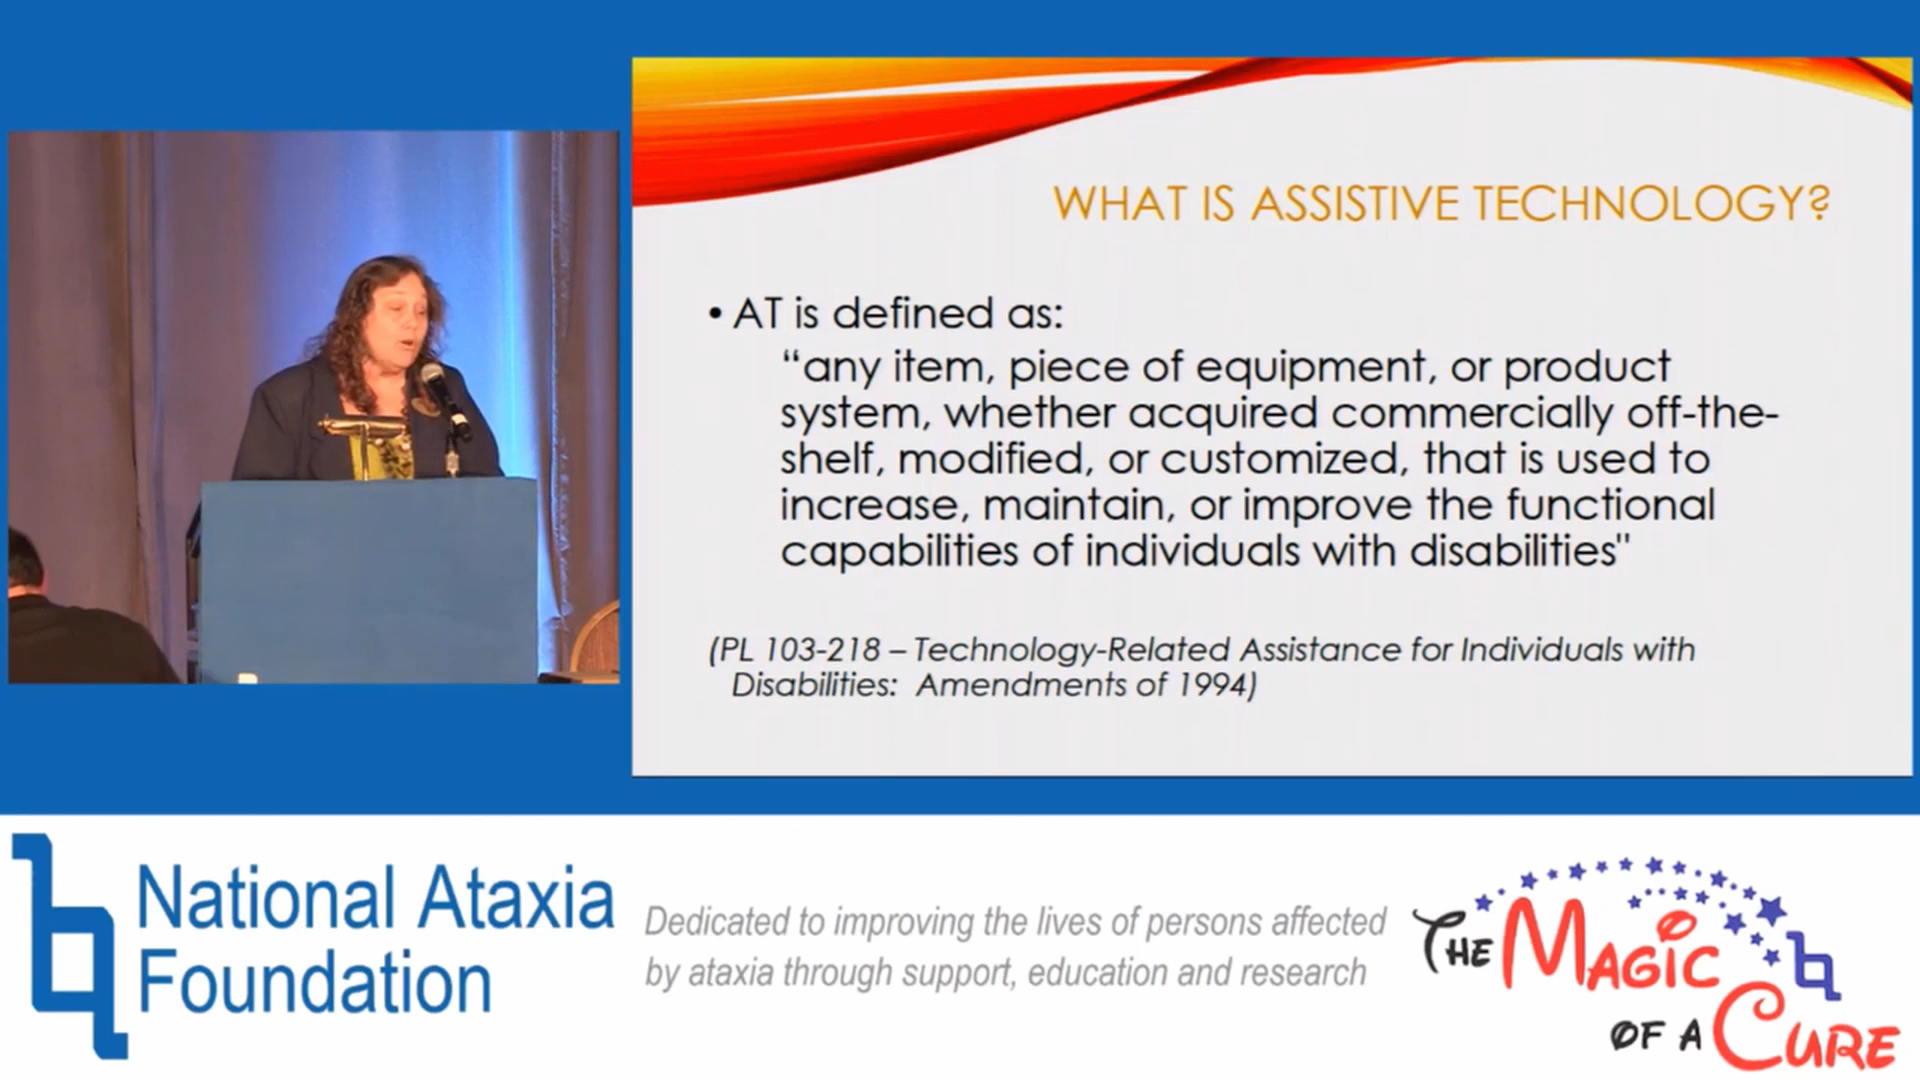 WHAT IS ASSISTIVE TECHNOLOGY?
• AT is defined as:
“any item, piece of equipment, or product
system, whether acquired commercially off-the-
shelf, modified, or customized, that is used to
increase, maintain, or improve the functional
capabilities of individuals with disabilities"
(PL 103-218 – Technology-Related Assistance for Individuals with
Disabilities: Amendments of 1994)
National Ataxia
Foundation
Dedicated to improving the lives of persons affected
by ataxia through support, education and research
THE MAGIC
OF A CURE